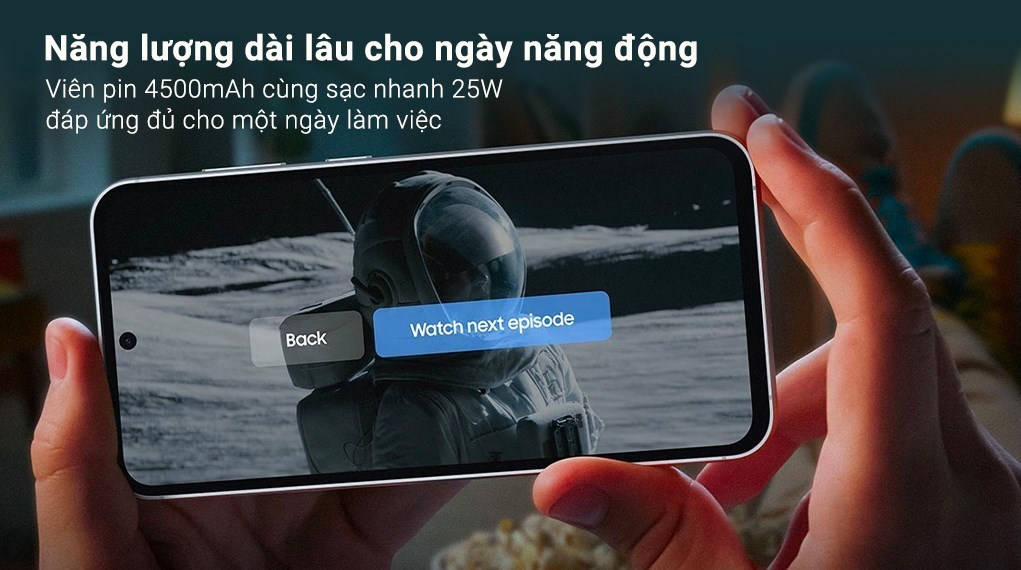 Năng lượng dài lâu cho ngày năng động
Viên pin 4500mAh cùng sạc nhanh 25W
đáp ứng đủ cho một ngày làm việc
Back
Watch next episode